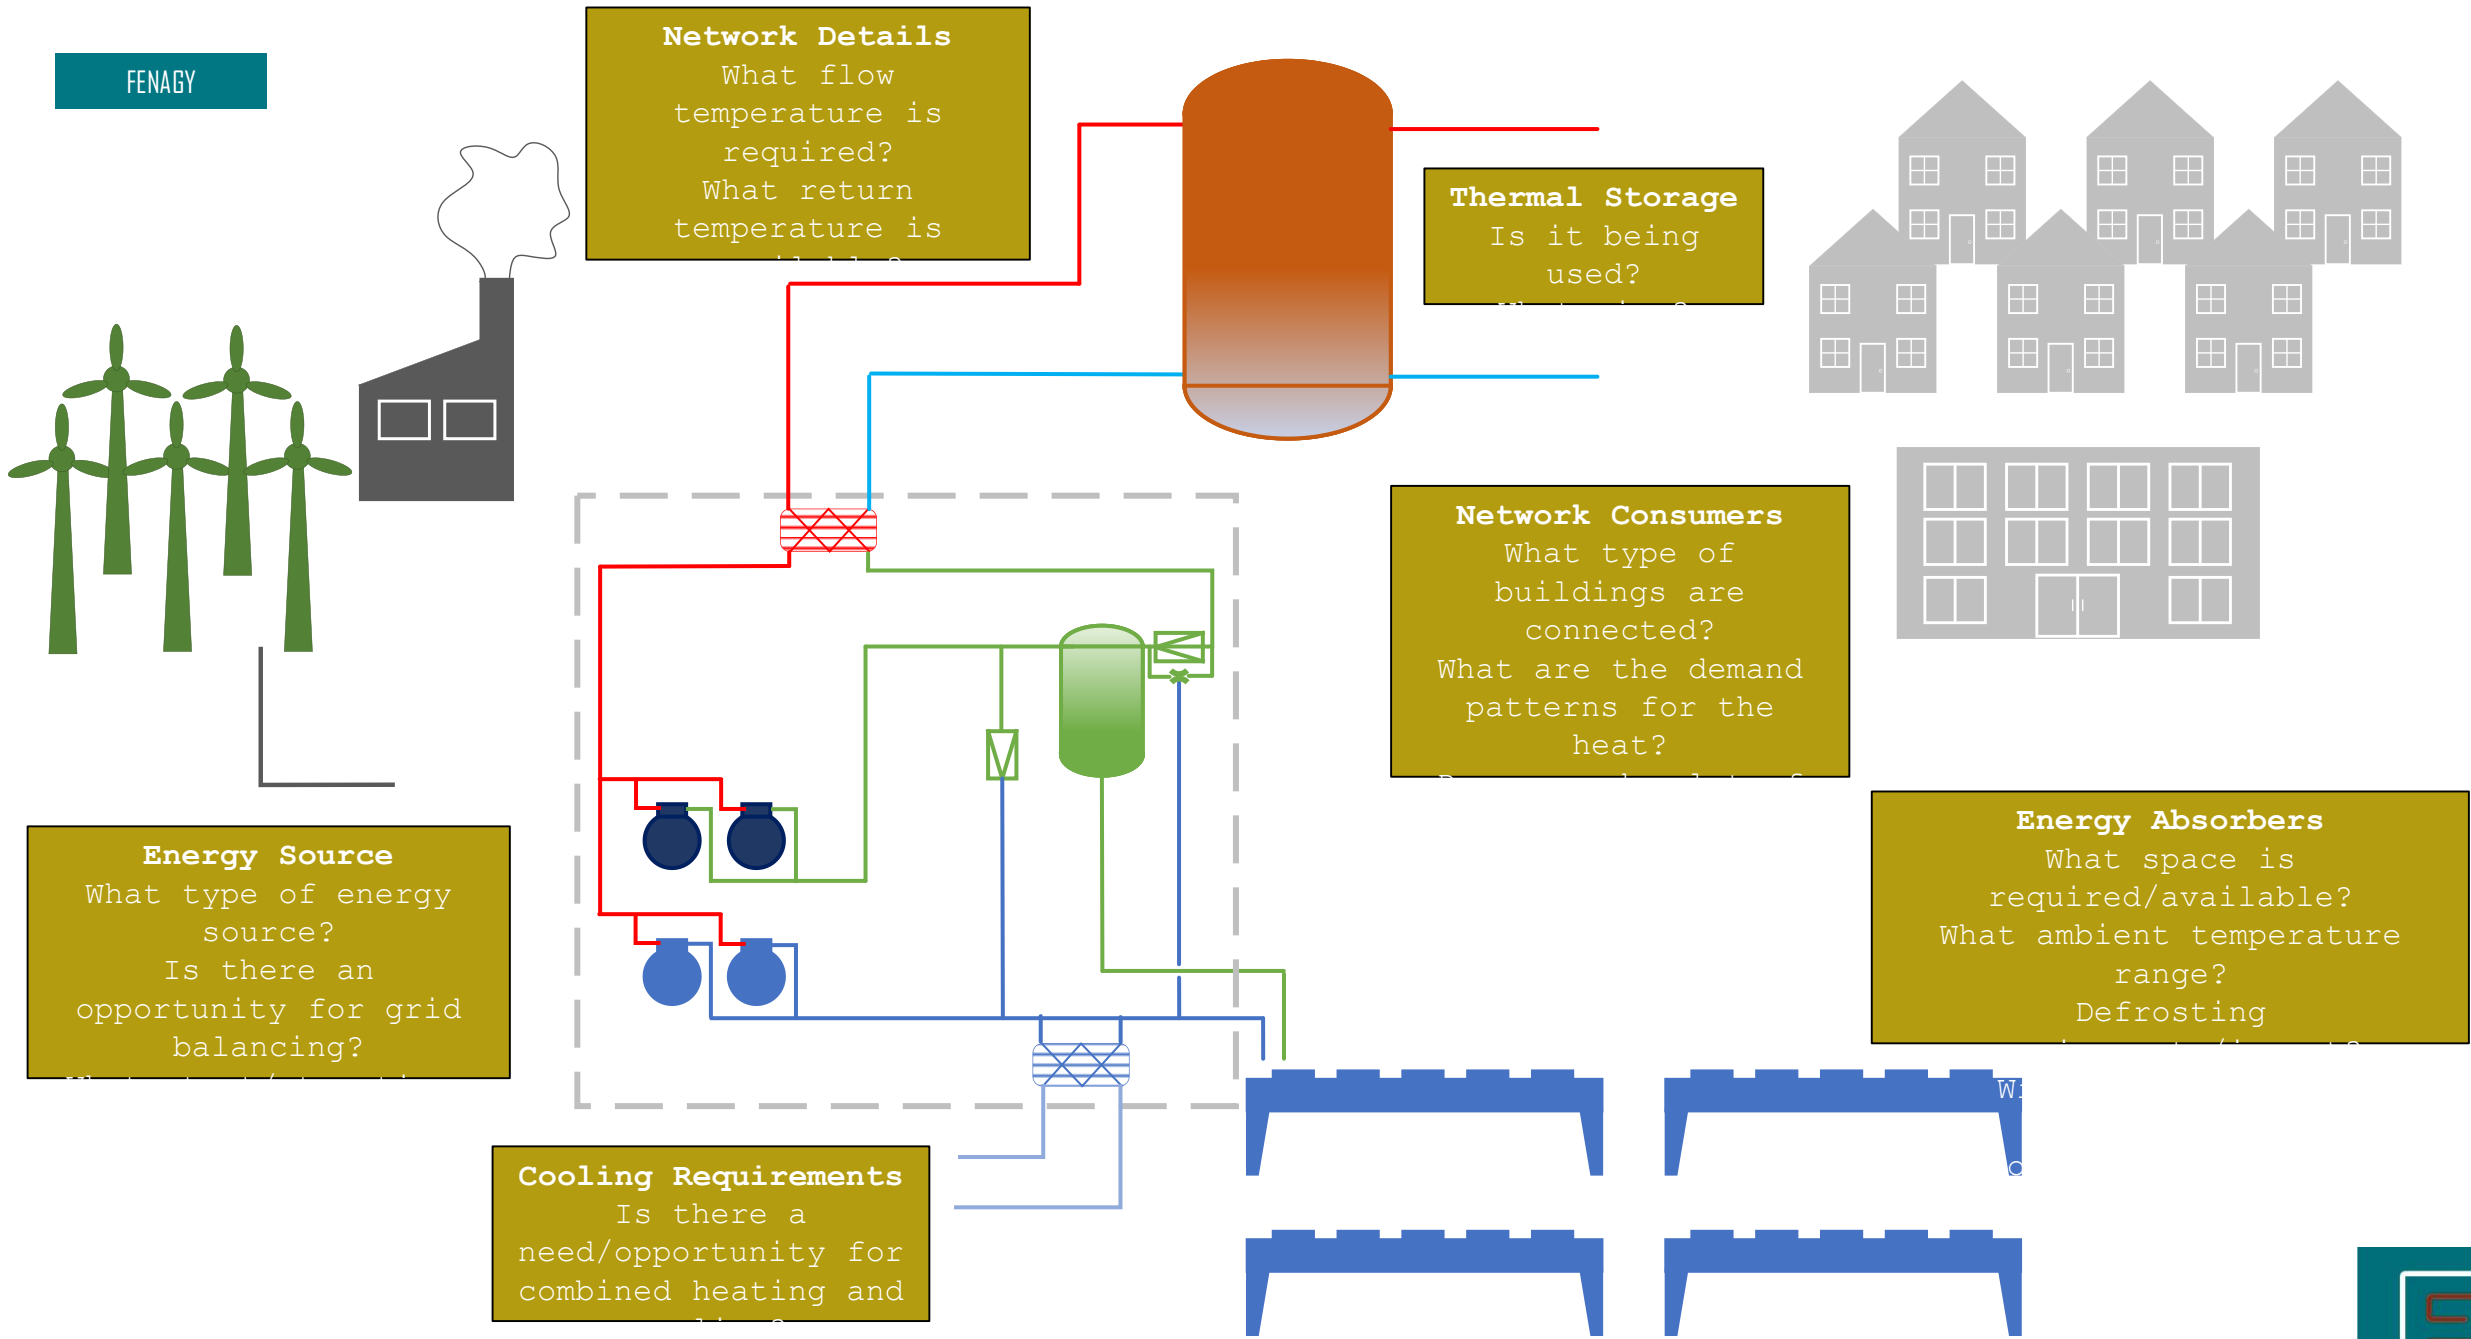 FENAGY
Network Details
What flow
temperature is
required?
What return
temperature is
Thermal Storage
Is it being
used?
Network Consumers
What type of
buildings are
connected?
What are the demand
patterns for the
heat?
Energy Source
What type of energy
source?
Is there an
opportunity for grid
balancing?
Energy Absorbers
What space is
required/available?
What ambient temperature
range?
Defrosting
Cooling Requirements
Is there a
need/opportunity for
combined heating and